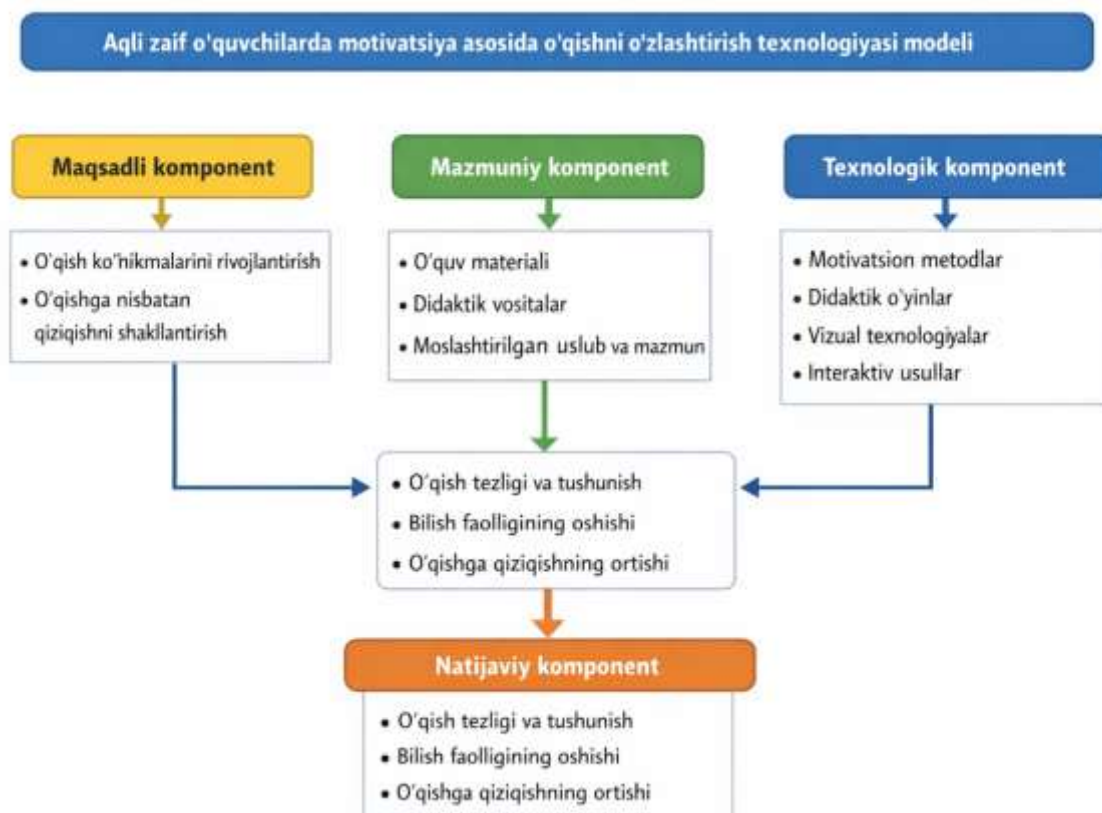 Aqli zaif o'quvchilarda motivatsiya asosida o'qishni o'zlashtirish texnologiyasi modeli
Maqsadli komponent
• O'qish ko'nikmalarini rivojlantirish
• O'qishga nisbatan
qiziqishni shakllantirish
Mazmuniy komponent
• O'quv materiali
• Didaktik vositalar
• Moslashtirilgan uslub va mazmun
Texnologik komponent
• Motivatsion metodlar
• Didaktik o'yinlar
• Vizual texnologiyalar
• Interaktiv usullar
• O'qish tezligi va tushunish
• Bilish faolligining oshishi
• O'qishga qiziqishning ortishi
Natijaviy komponent
• O'qish tezligi va tushunish
• Bilish faolligining oshishi
• O'qishga qiziqishning ortishi